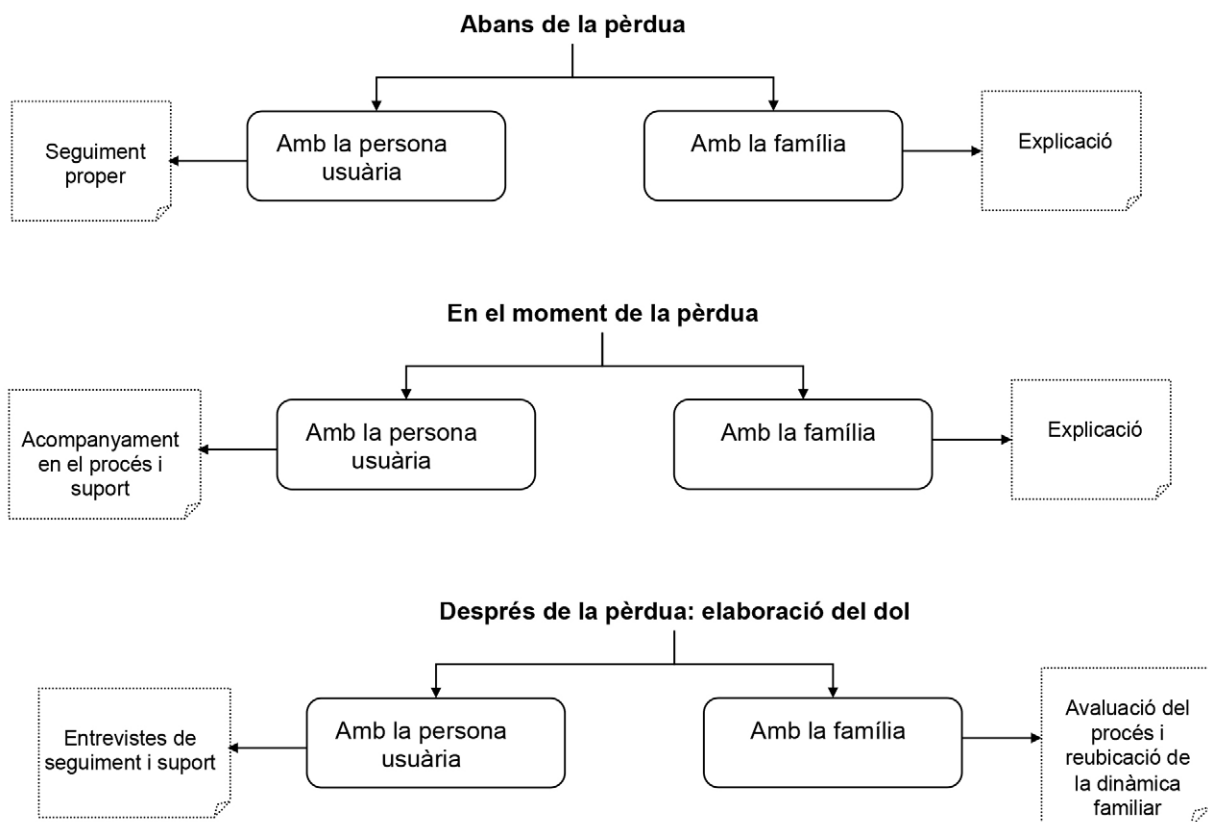 Abans de la pèrdua
Seguiment
proper
Amb la persona
usuària
Amb la família
Explicació
En el moment de la pèrdua
Acompanyament
en el procés i
suport
Amb la persona
usuària
Amb la família
Explicació
Després de la pèrdua: elaboració del dol
Entrevistes de
seguiment i suport
Amb la persona
usuària
Amb la família
Avaluació del
procés i
reubicació de
la dinàmica
familiar